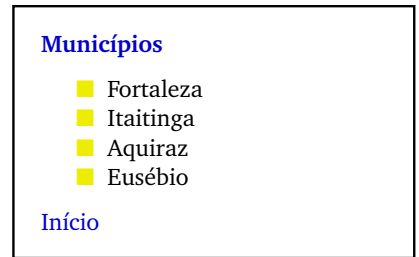 Municípios
Fortaleza
Itaitinga
Aquiraz
Eusébio
Início